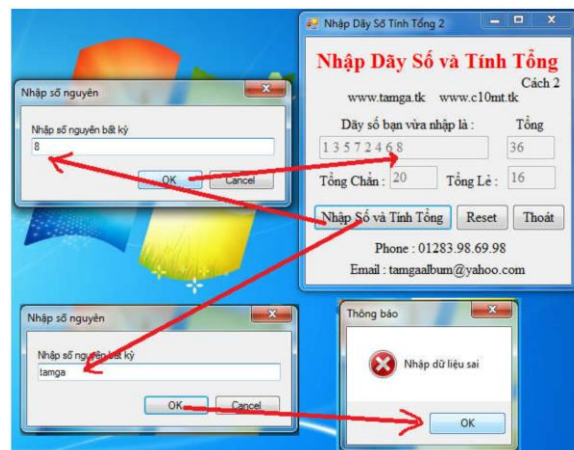 Nhập Dãy Số Tính Tổng 2
Nhập Dãy Số và Tính Tổng
Cách 2
www.tamga.tk www.c10mt.tk
Dãy số bạn vừa nhập là : Tổng
1 3 5 7 2 4 6 8 36
Tổng Chẳn : 20 Tổng Lẻ : 16
Nhập Số và Tính Tổng Reset Thoát
Phone : 01283.98.69.98
Email : tamgaalbum@yahoo.com
Nhập số nguyên
Nhập số nguyên bất kỳ
8
OK Cancel
Nhập số nguyên
Nhập số nguyên bất kỳ
tamga
OK Cancel
Thông báo
Nhập dữ liệu sai
OK